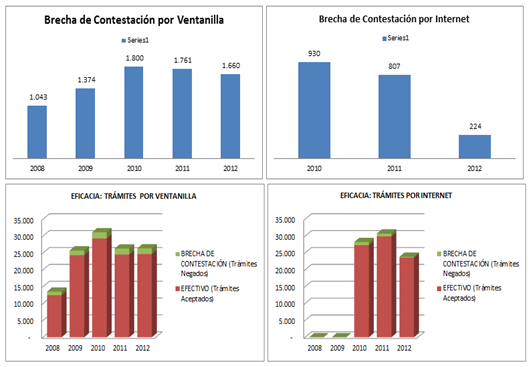 Brecha de Contestación por Ventanilla
Series1
1.043
1.374
1.800
1.761
1.660
2008
2009
2010
2011
2012
Brecha de Contestación por Internet
Series1
930
807
224
2010
2011
2012
EFICACIA: TRÁMITES POR VENTANILLA
35.000
30.000
25.000
20.000
15.000
10.000
5.000
-
2008
2009
2010
2011
2012
BRECHA DE
CONTESTACIÓN (Trámites
Negados)
EFECTIVO (Trámites
Aceptados)
EFICACIA: TRÁMITES POR INTERNET
35.000
30.000
25.000
20.000
15.000
10.000
5.000
-
2008
2009
2010
2011
2012
BRECHA DE
CONTESTACIÓN (Trámites
Negados)
EFECTIVO (Trámites
Aceptados)